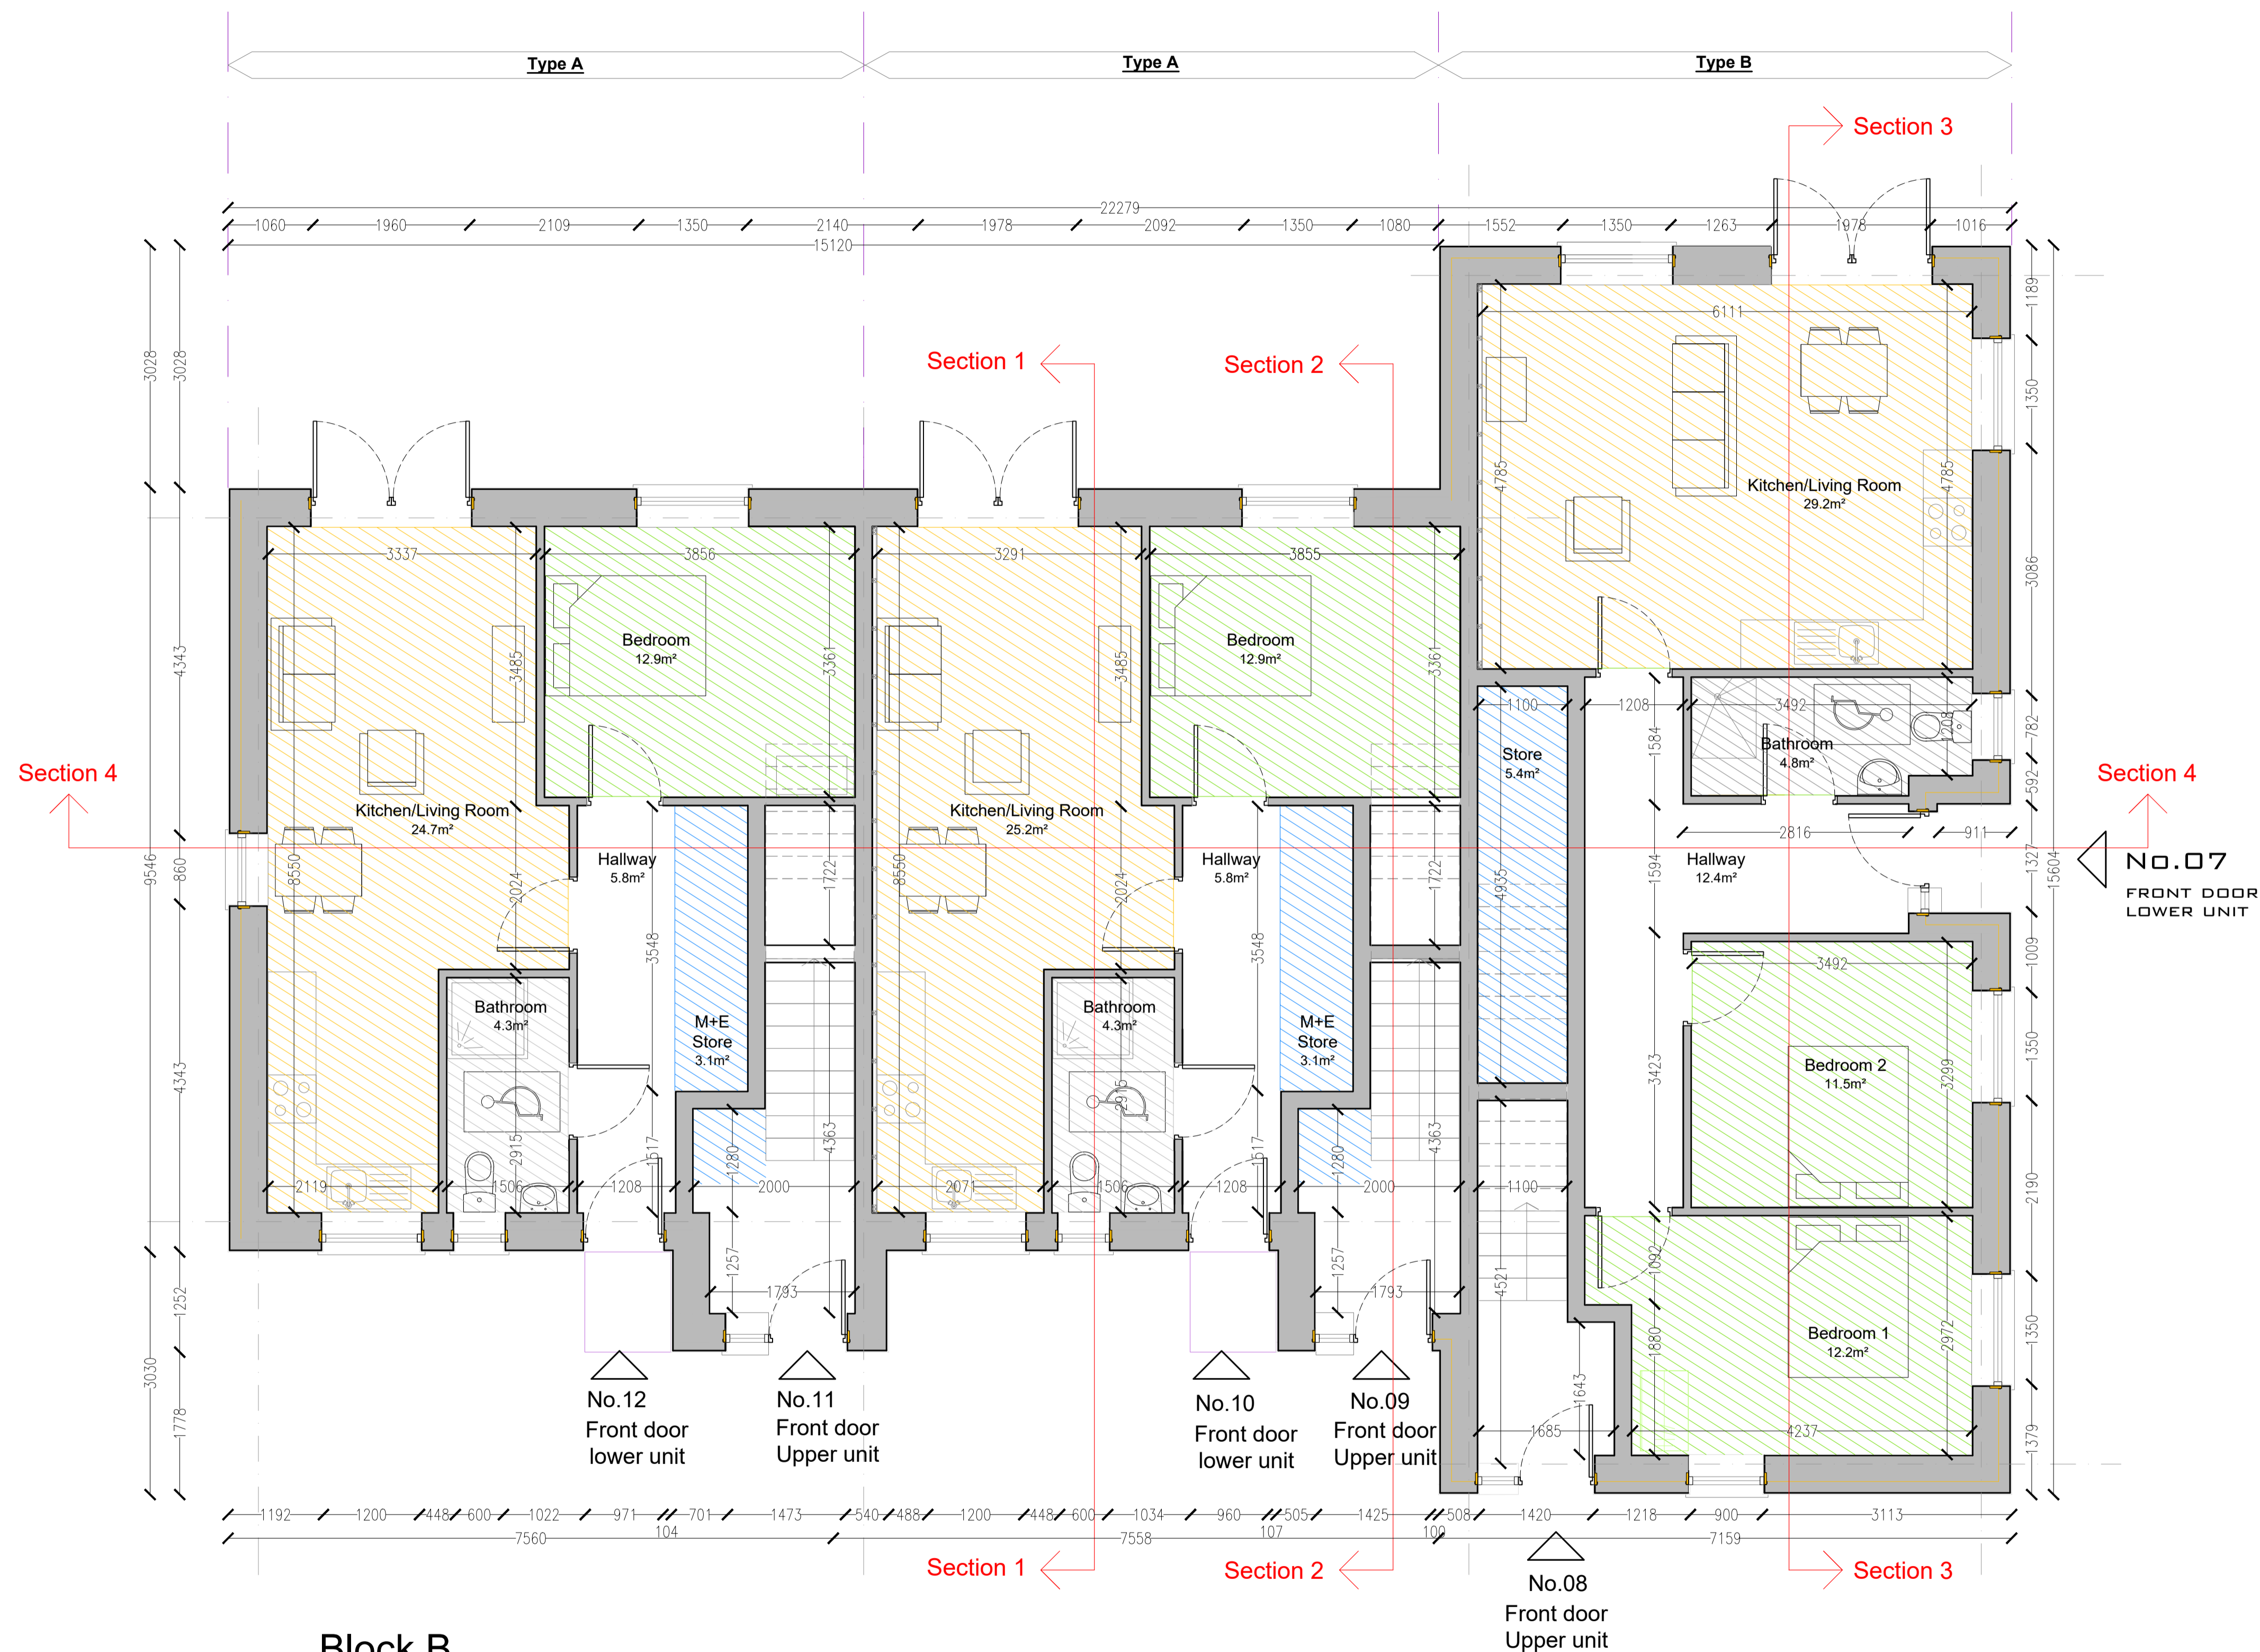 Type A
Type A
Type B
Section 3
22279
1060
1960
2109
1350
2140
1978
2092
1350
1080
1552
1350
1263
1978
1016
15120
3028
3028
1189
6111
Section 1
Section 2
1350
4785
4785
Kitchen/Living Room
29.2m²
3337
3856
3291
3855
3086
4343
3485
Bedroom
12.9m²
3361
3485
Bedroom
12.9m²
3361
1100
1208
3492
1208
782
Store
5.4m²
1584
Bathroom
4.8m²
592
Section 4
Section 4
Kitchen/Living Room
24.7m²
Kitchen/Living Room
25.2m²
2816
911
1327
9546
860
8550
2024
Hallway
5.8m²
1722
8550
2024
Hallway
5.8m²
1722
4935
1594
Hallway
12.4m²
15604
No.07
FRONT DOOR
LOWER UNIT
3548
3548
3492
1009
Bathroom
4.3m²
M+E
Store
3.1m²
Bathroom
4.3m²
M+E
Store
3.1m²
4343
3423
Bedroom 2
11.5m²
3299
1350
2915
1517
1280
4363
2915
1517
1280
4363
2119
1506
1208
2000
2071
1506
1208
2000
1100
2190
1257
1793
1257
1793
4521
1092
1252
1880
Bedroom 1
12.2m²
2972
1350
3030
1778
No.12
Front door
lower unit
No.11
Front door
Upper unit
No.10
Front door
lower unit
No.09
Front door
Upper unit
1643
1685
4237
1379
1192
1200
448
600
1022
971
104
701
1473
540
488
1200
448
600
1034
960
107
505
1425
100
508
1420
1218
900
3113
7560
7558
7159
Section 1
Section 2
Section 3
No.08
Front door
Upper unit
Block B